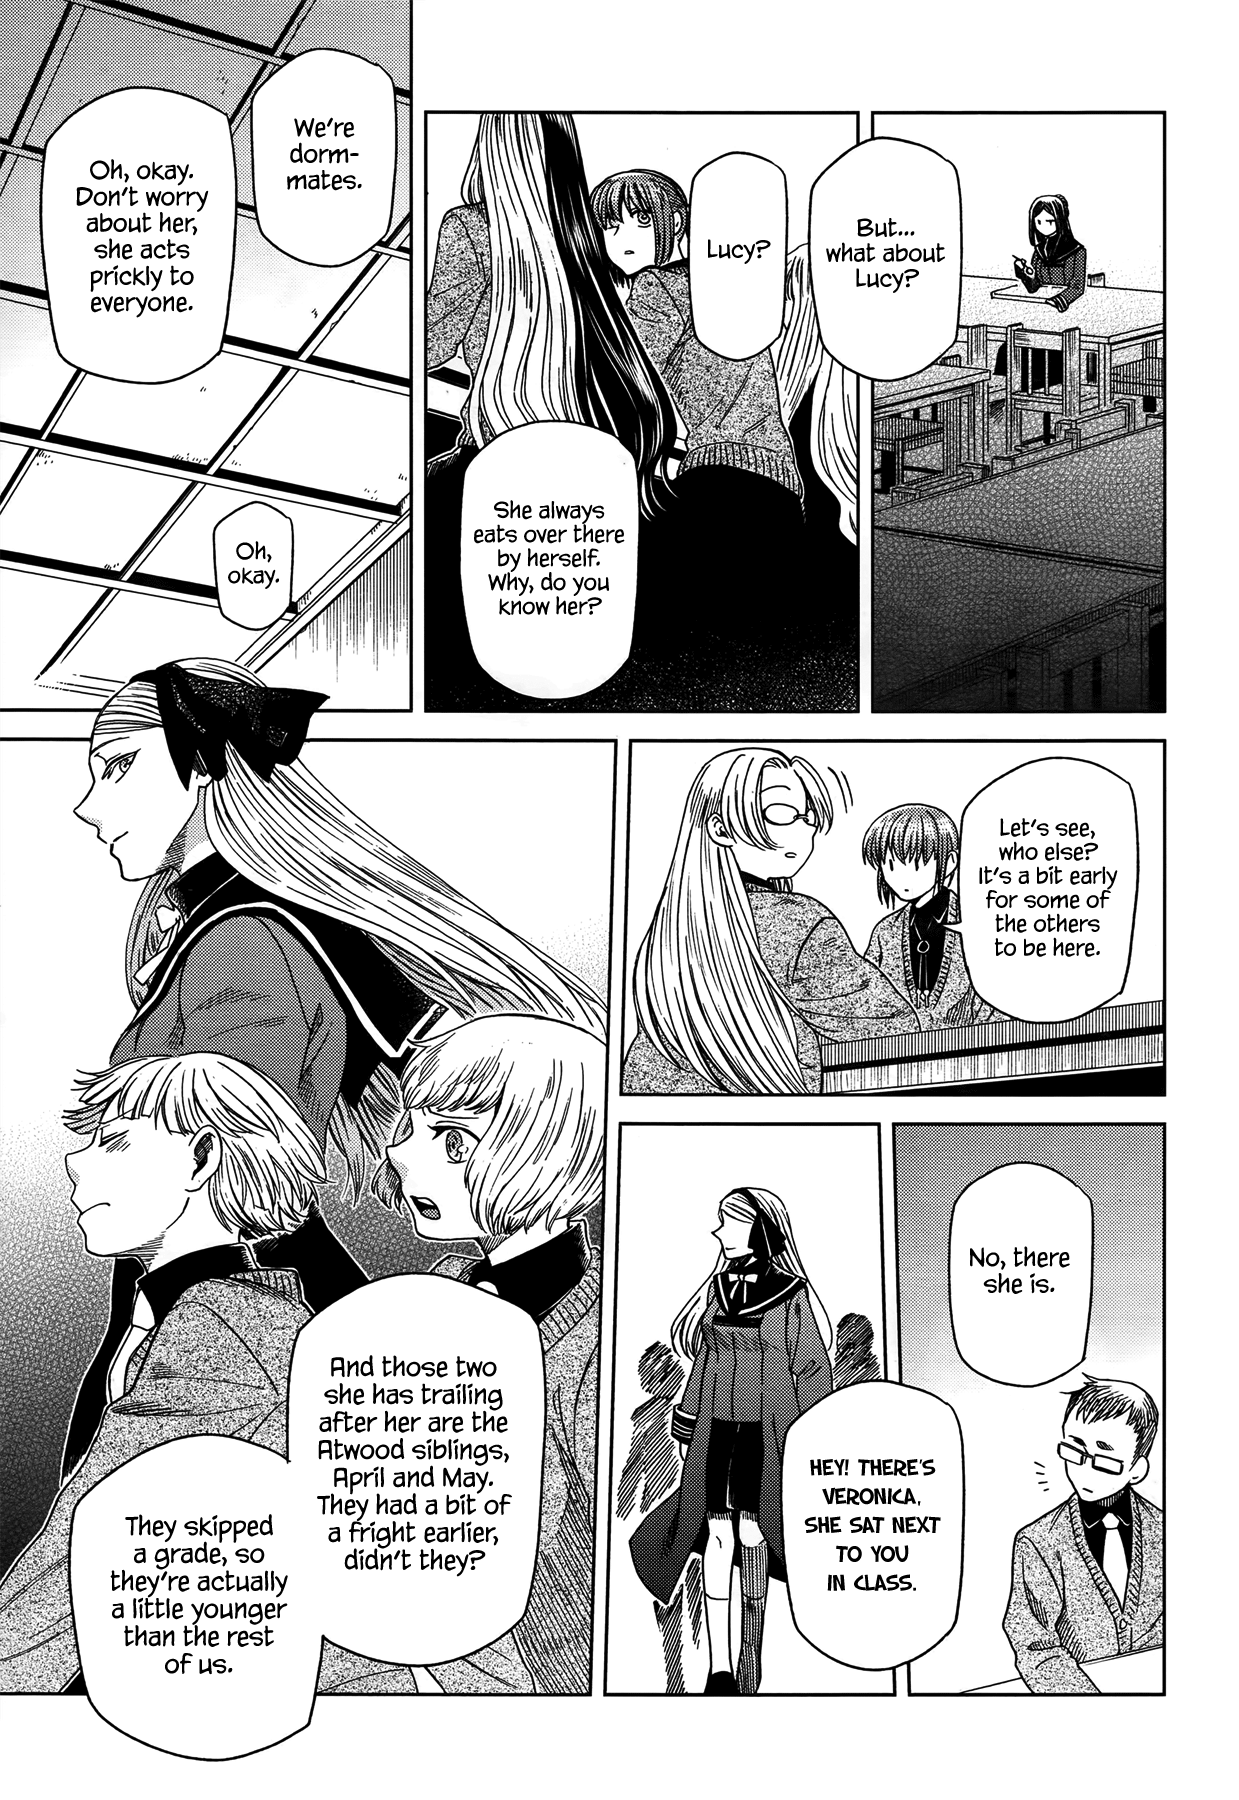 But...
what about
Lucy?
Lucy?
She always
eats over there
by herself.
Why, do you
know her?
We're
dorm-
mates.
Oh, okay.
Don't worry
about her,
she acts
prickly to
everyone.
Oh,
okay.
Let's see,
who else?
It's a bit early
for some of
the others
to be here.
No, there
she is.
HEY! THERE'S
VERONICA,
SHE SAT NEXT
TO YOU
IN CLASS.
And those two
she has trailing
after her are the
Atwood siblings,
April and May.
They had a bit of
a fright earlier,
didn't they?
They skipped
a grade, so
they're actually
a little younger
than the rest
of us.